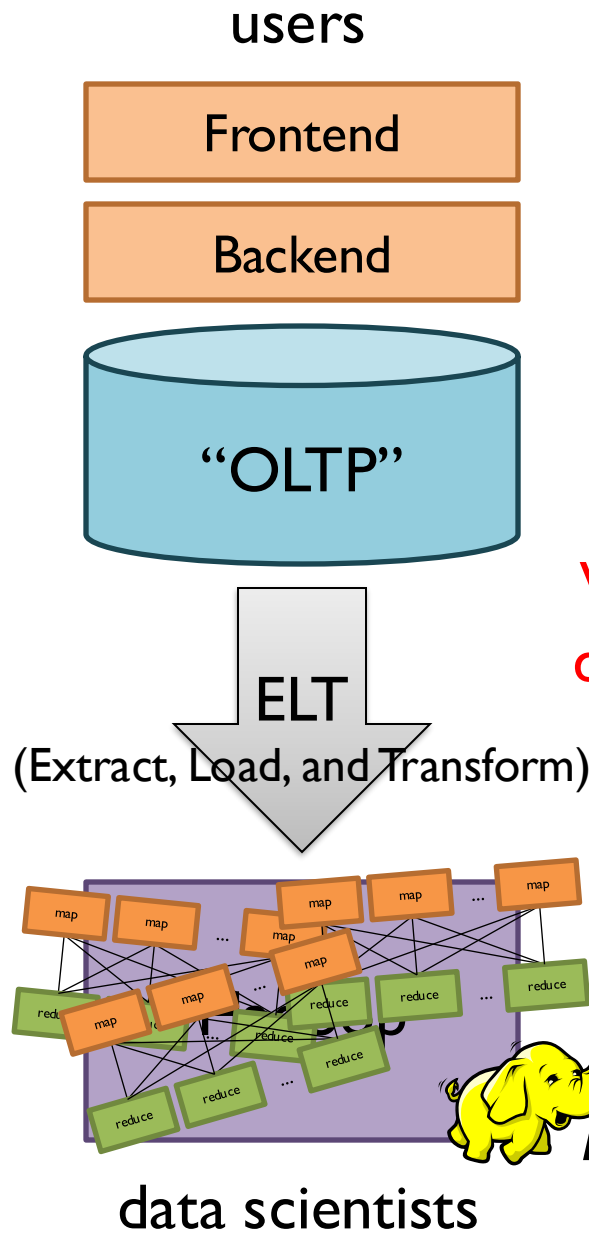 users
Frontend
Backend
“OLTP”
ELT
(Extract, Load, and Transform)
map
map
...
map
map
map
...
map
map
map
...
map
reduce
...
reduce
reduce
reduce
...
reduce
reduce
reduce
...
reduce
data scientists